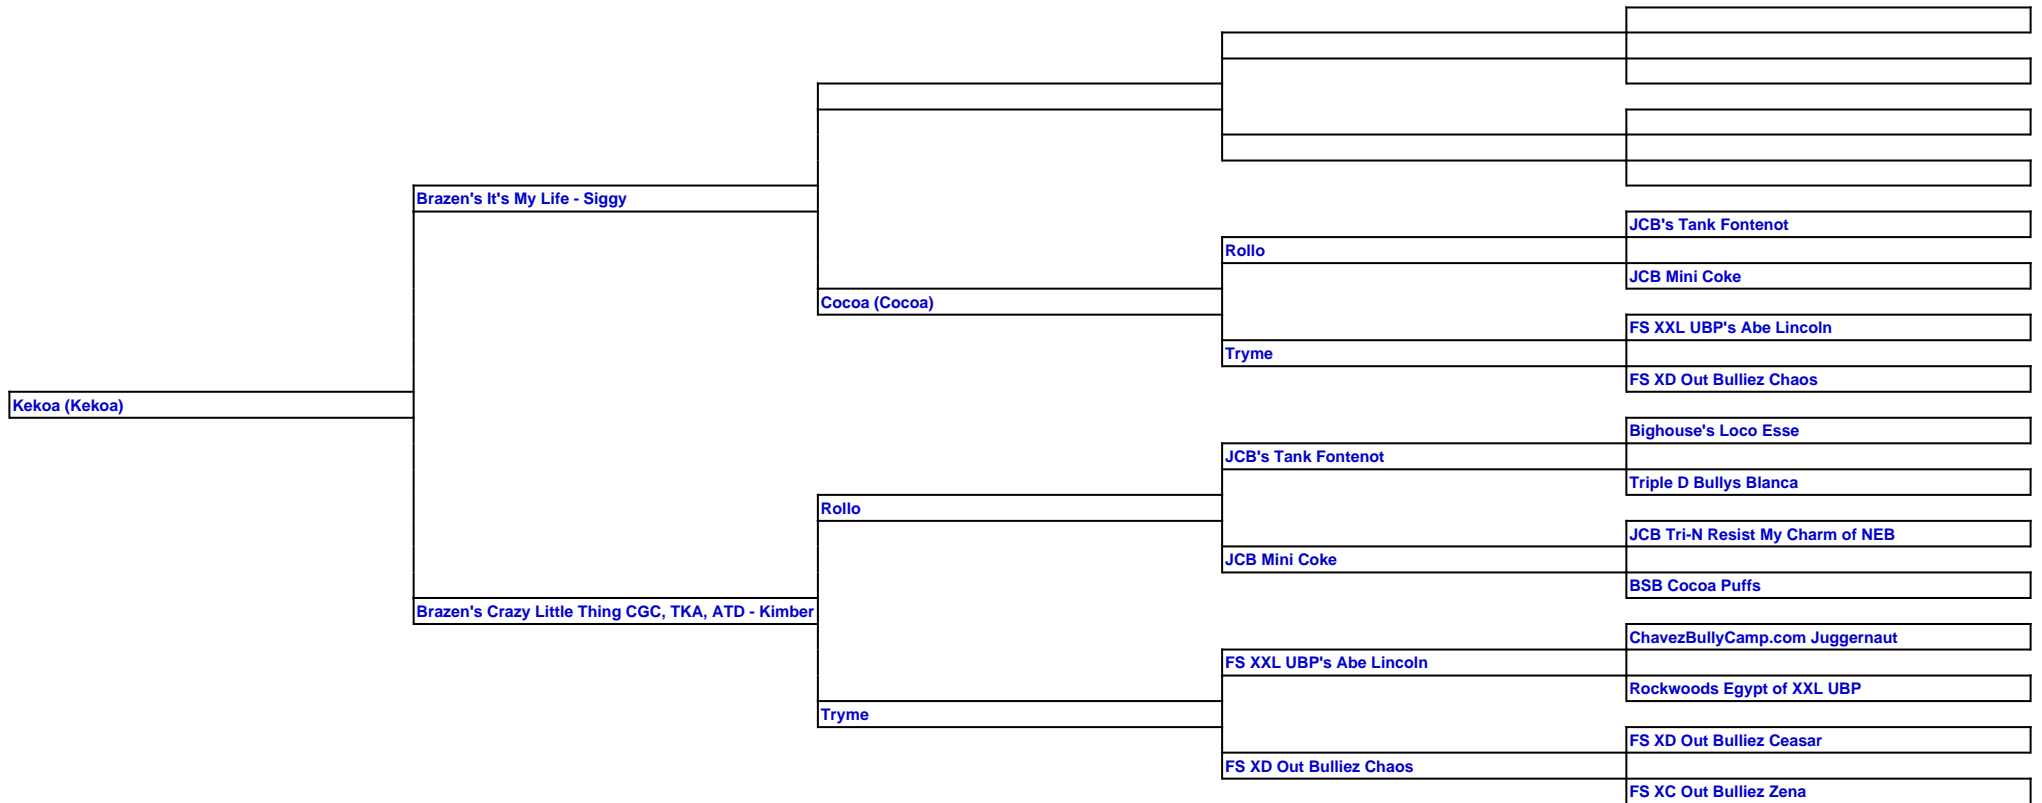 Brazen's It's My Life - Siggy
JCB's Tank Fontenot
Rollo
JCB Mini Coke
Cocoa (Cocoa)
FS XXL UBP's Abe Lincoln
Tryme
FS XD Out Bulliez Chaos
Kekoa (Kekoa)
Bighouse's Loco Esse
JCB's Tank Fontenot
Triple D Bullys Blanca
Rollo
JCB Tri-N Resist My Charm of NEB
JCB Mini Coke
BSB Cocoa Puffs
Brazen's Crazy Little Thing CGC, TKA, ATD - Kimber
ChavezBullyCamp.com Juggernaut
FS XXL UBP's Abe Lincoln
Rockwoods Egypt of XXL UBP
Tryme
FS XD Out Bulliez Ceasar
FS XD Out Bulliez Chaos
FS XC Out Bulliez Zena